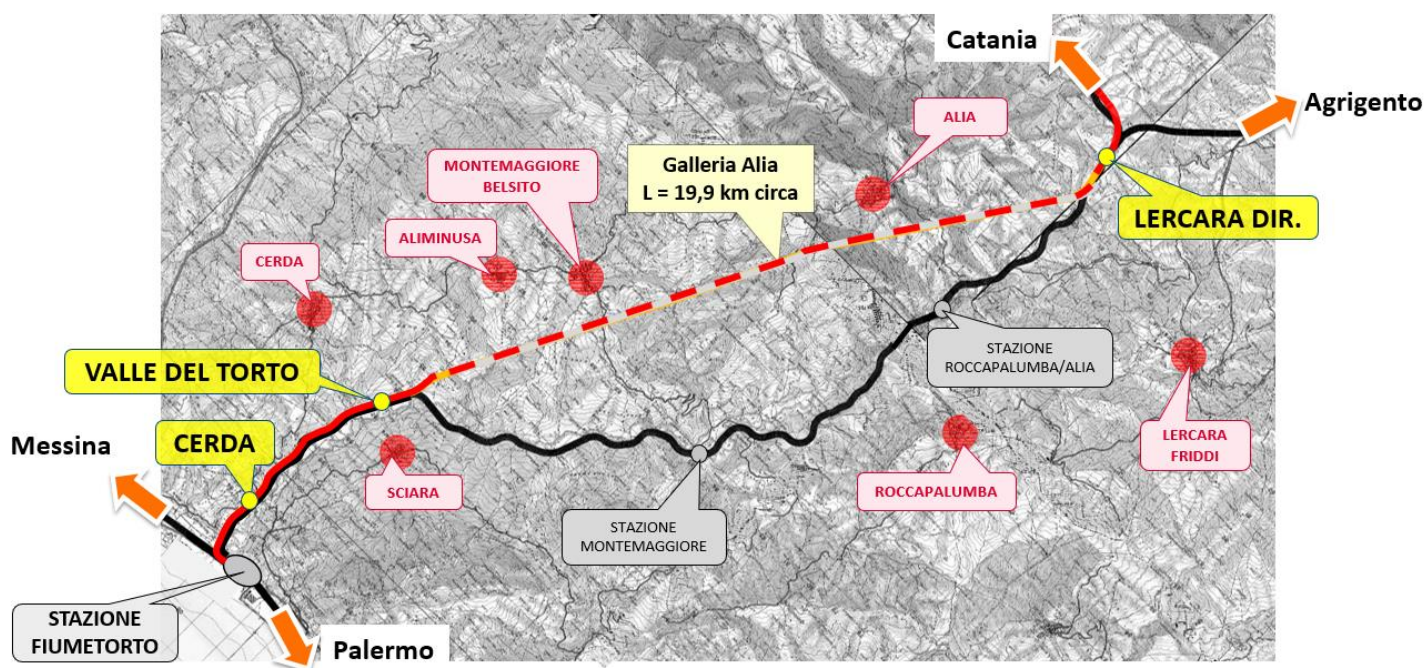 Catania
Agrigento
ALIA
MONTEMAGGIORE
BELSITO
Galleria Alia
L = 19,9 km circa
ALIMINUSA
LERCARA DIR.
CERDA
STAZIONE
ROCCAPALUMBA/ALIA
VALLE DEL TORTO
CERDA
Messina
SCIARA
LERCARA
FRIDDI
ROCCAPALUMBA
STAZIONE
MONTEMAGGIORE
STAZIONE
FIUMETORTO
Palermo